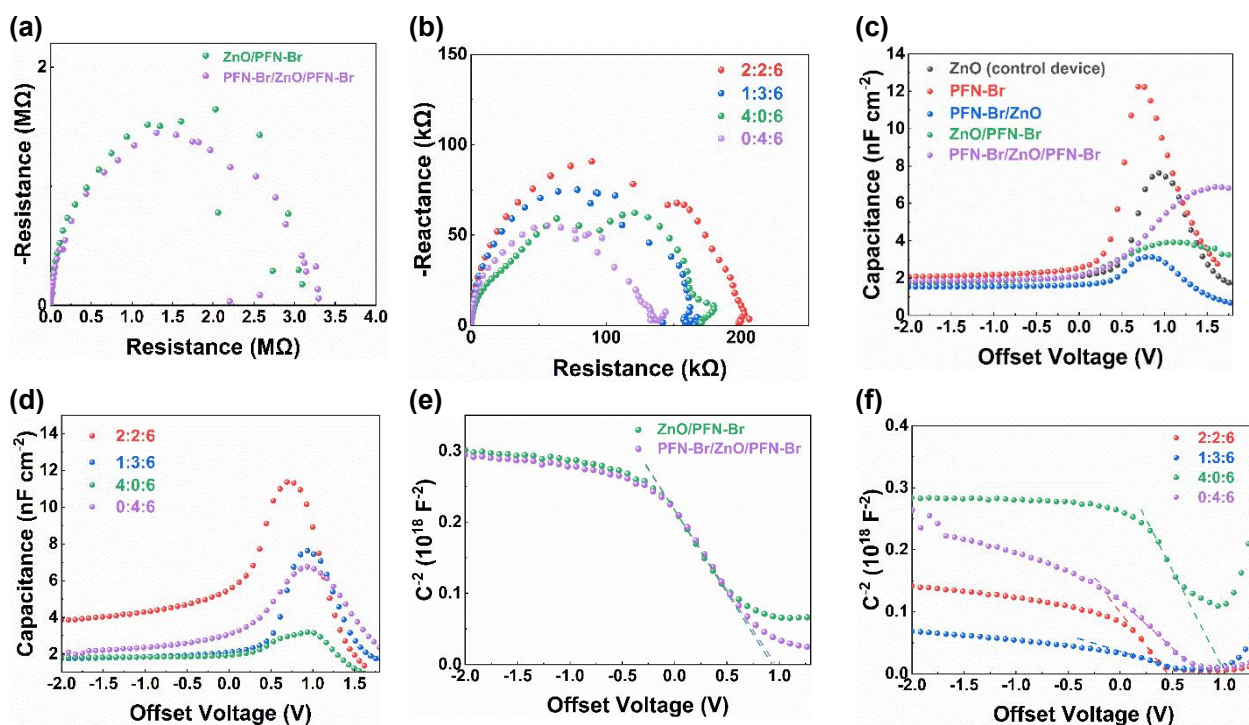 (a)
ZnO/PFN-Br
PFN-Br/ZnO/PFN-Br
-Resistance (MΩ)
2
0
0.0 0.5 1.0 1.5 2.0 2.5 3.0 3.5 4.0
Resistance (MΩ)
(b)
2:2:6
1:3:6
4:0:6
0:4:6
-Reactance (kΩ)
150
100
50
0
0 100 200
Resistance (kΩ)
(c)
ZnO (control device)
PFN-Br
PFN-Br/ZnO
ZnO/PFN-Br
PFN-Br/ZnO/PFN-Br
Capacitance (nF cm-2)
14
12
10
8
6
4
2
0
-2.0 -1.5 -1.0 -0.5 0.0 0.5 1.0 1.5
Offset Voltage (V)
(d)
2:2:6
1:3:6
4:0:6
0:4:6
Capacitance (nF cm-2)
14
12
10
8
6
4
2
-2.0 -1.5 -1.0 -0.5 0.0 0.5 1.0 1.5
Offset Voltage (V)
(e)
ZnO/PFN-Br
PFN-Br/ZnO/PFN-Br
C-2 (1018 F-2)
0.3
0.2
0.1
0.0
-2.0 -1.5 -1.0 -0.5 0.0 0.5 1.0
Offset Voltage (V)
(f)
2:2:6
1:3:6
4:0:6
0:4:6
C-2 (1018 F-2)
0.4
0.3
0.2
0.1
0.0
-2.0 -1.5 -1.0 -0.5 0.0 0.5 1.0
Offset Voltage (V)